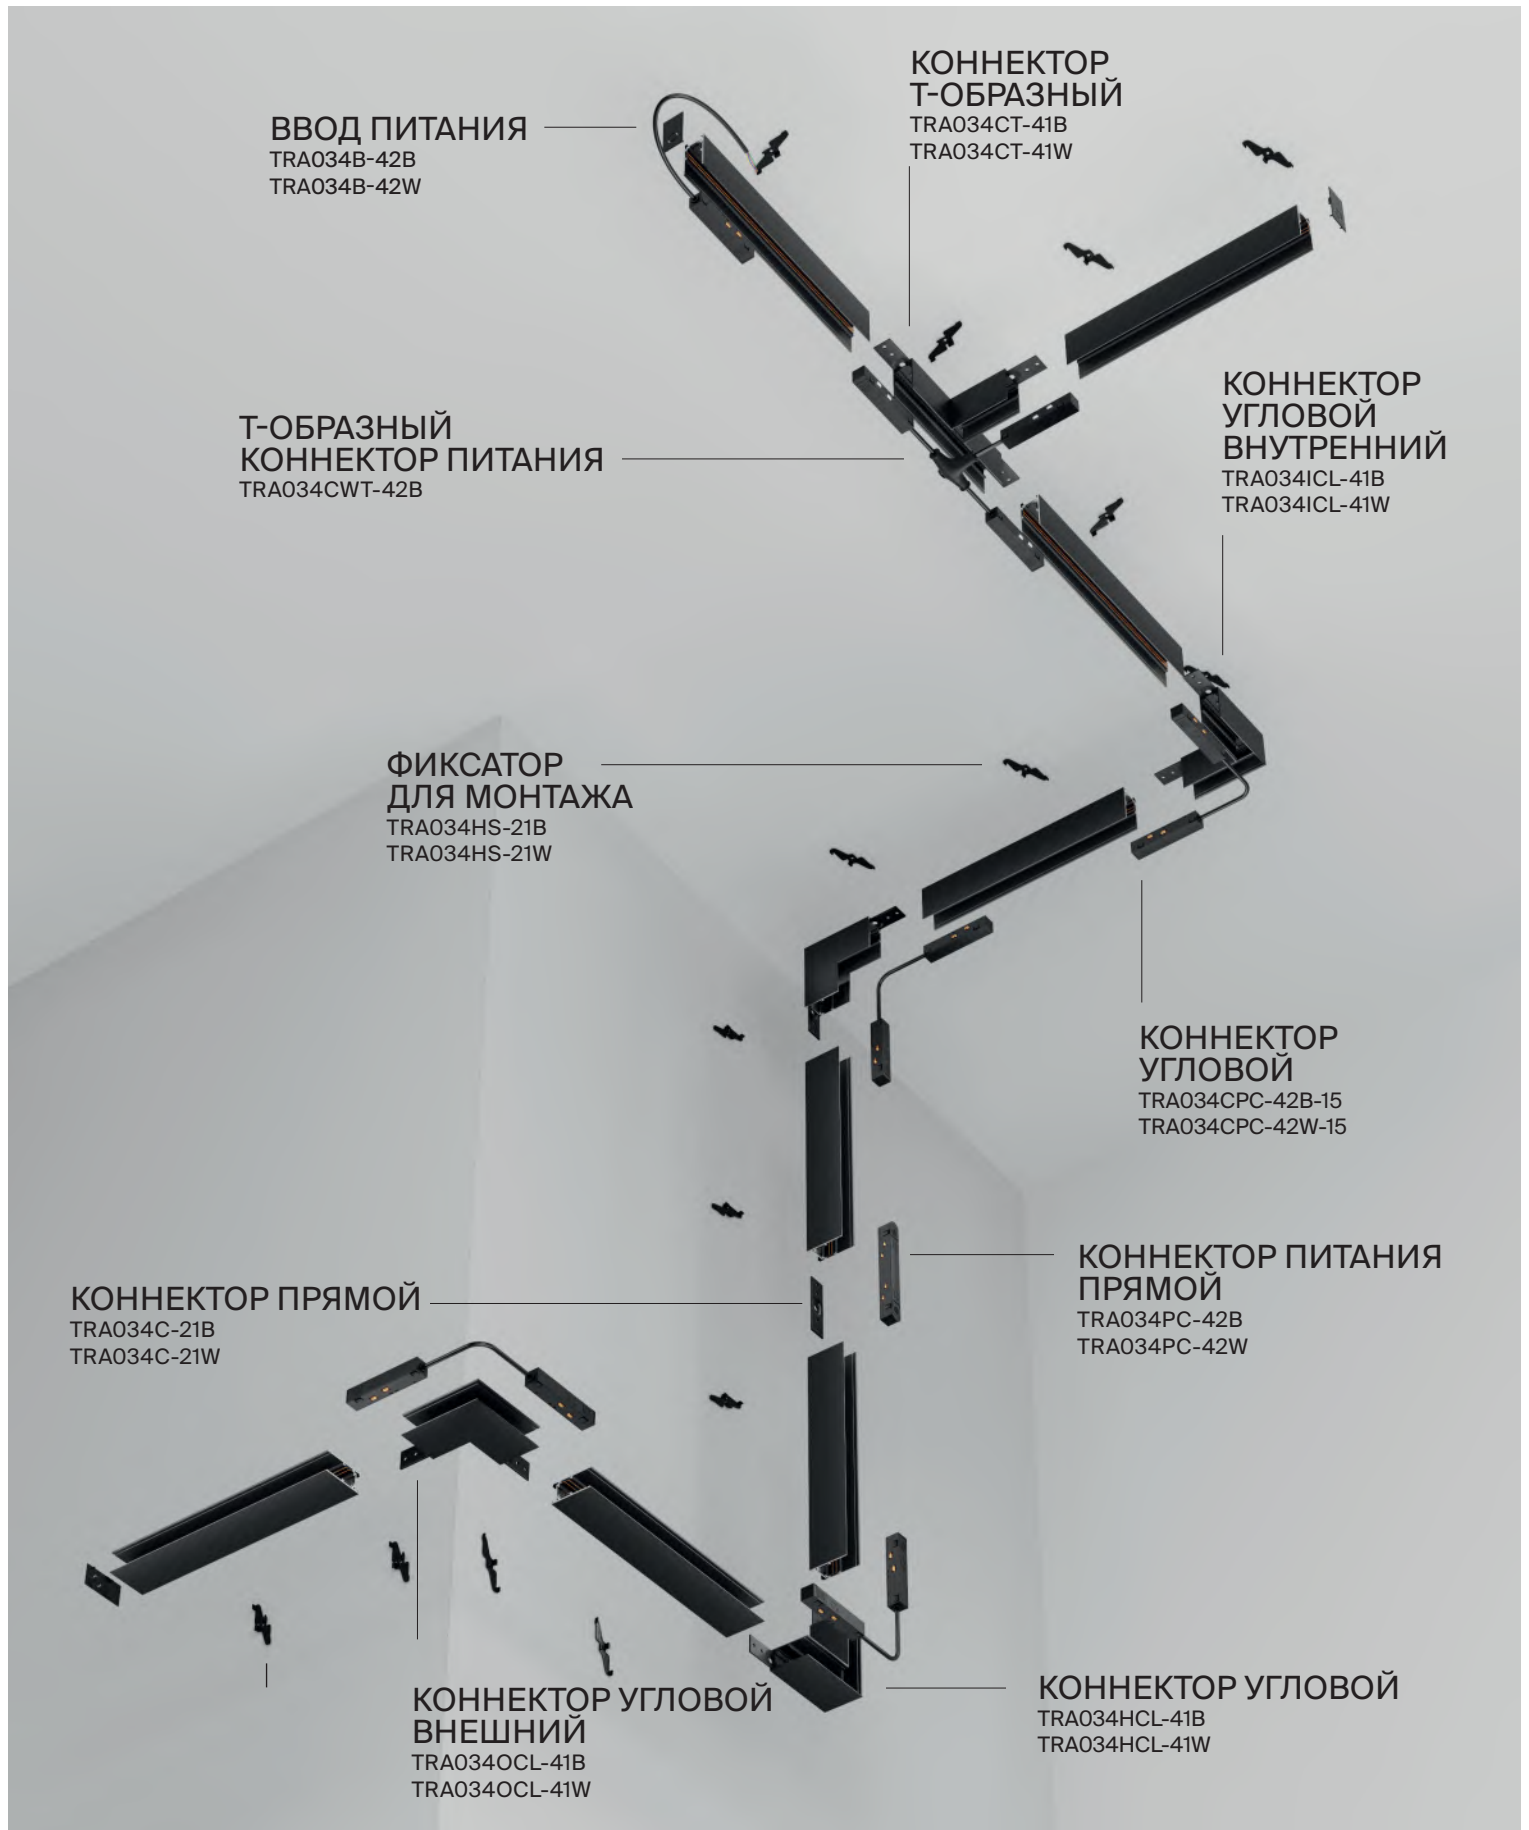 КОННЕКТОР
Т-ОБРАЗНЫЙ
TRA034CT-41B
TRA034CT-41W
ВВОД ПИТАНИЯ
TRA034B-42B
TRA034B-42W
КОННЕКТОР
УГЛОВОЙ
ВНУТРЕННИЙ
TRA034ICL-41B
TRA034ICL-41W
Т-ОБРАЗНЫЙ
КОННЕКТОР ПИТАНИЯ
TRA034CWT-42B
ФИКСАТОР
ДЛЯ МОНТАЖА
TRA034HS-21B
TRA034HS-21W
КОННЕКТОР
УГЛОВОЙ
TRA034CPC-42B-15
TRA034CPC-42W-15
КОННЕКТОР ПИТАНИЯ
ПРЯМОЙ
TRA034PC-42B
TRA034PC-42W
КОННЕКТОР ПРЯМОЙ
TRA034C-21B
TRA034C-21W
КОННЕКТОР УГЛОВОЙ
ВНЕШНИЙ
TRA034OCL-41B
TRA034OCL-41W
КОННЕКТОР УГЛОВОЙ
TRA034HCL-41B
TRA034HCL-41W